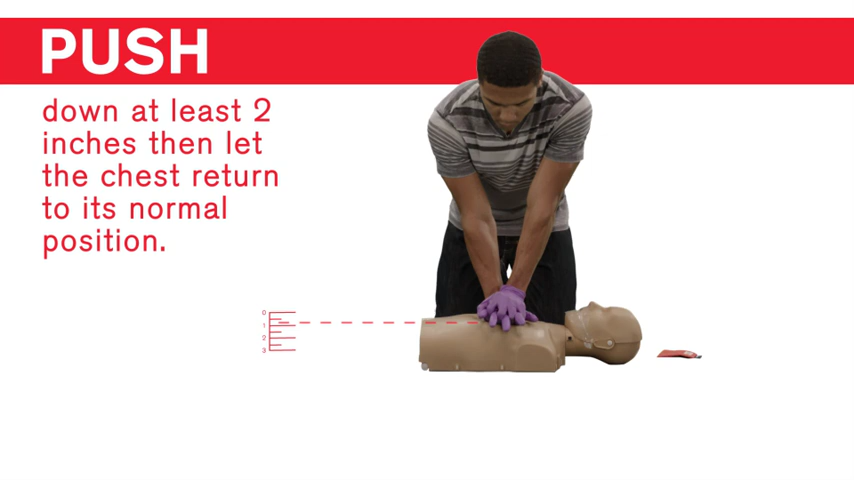 PUSH
down at least 2
inches then let
the chest return
to its normal
position.
0
1
2
3